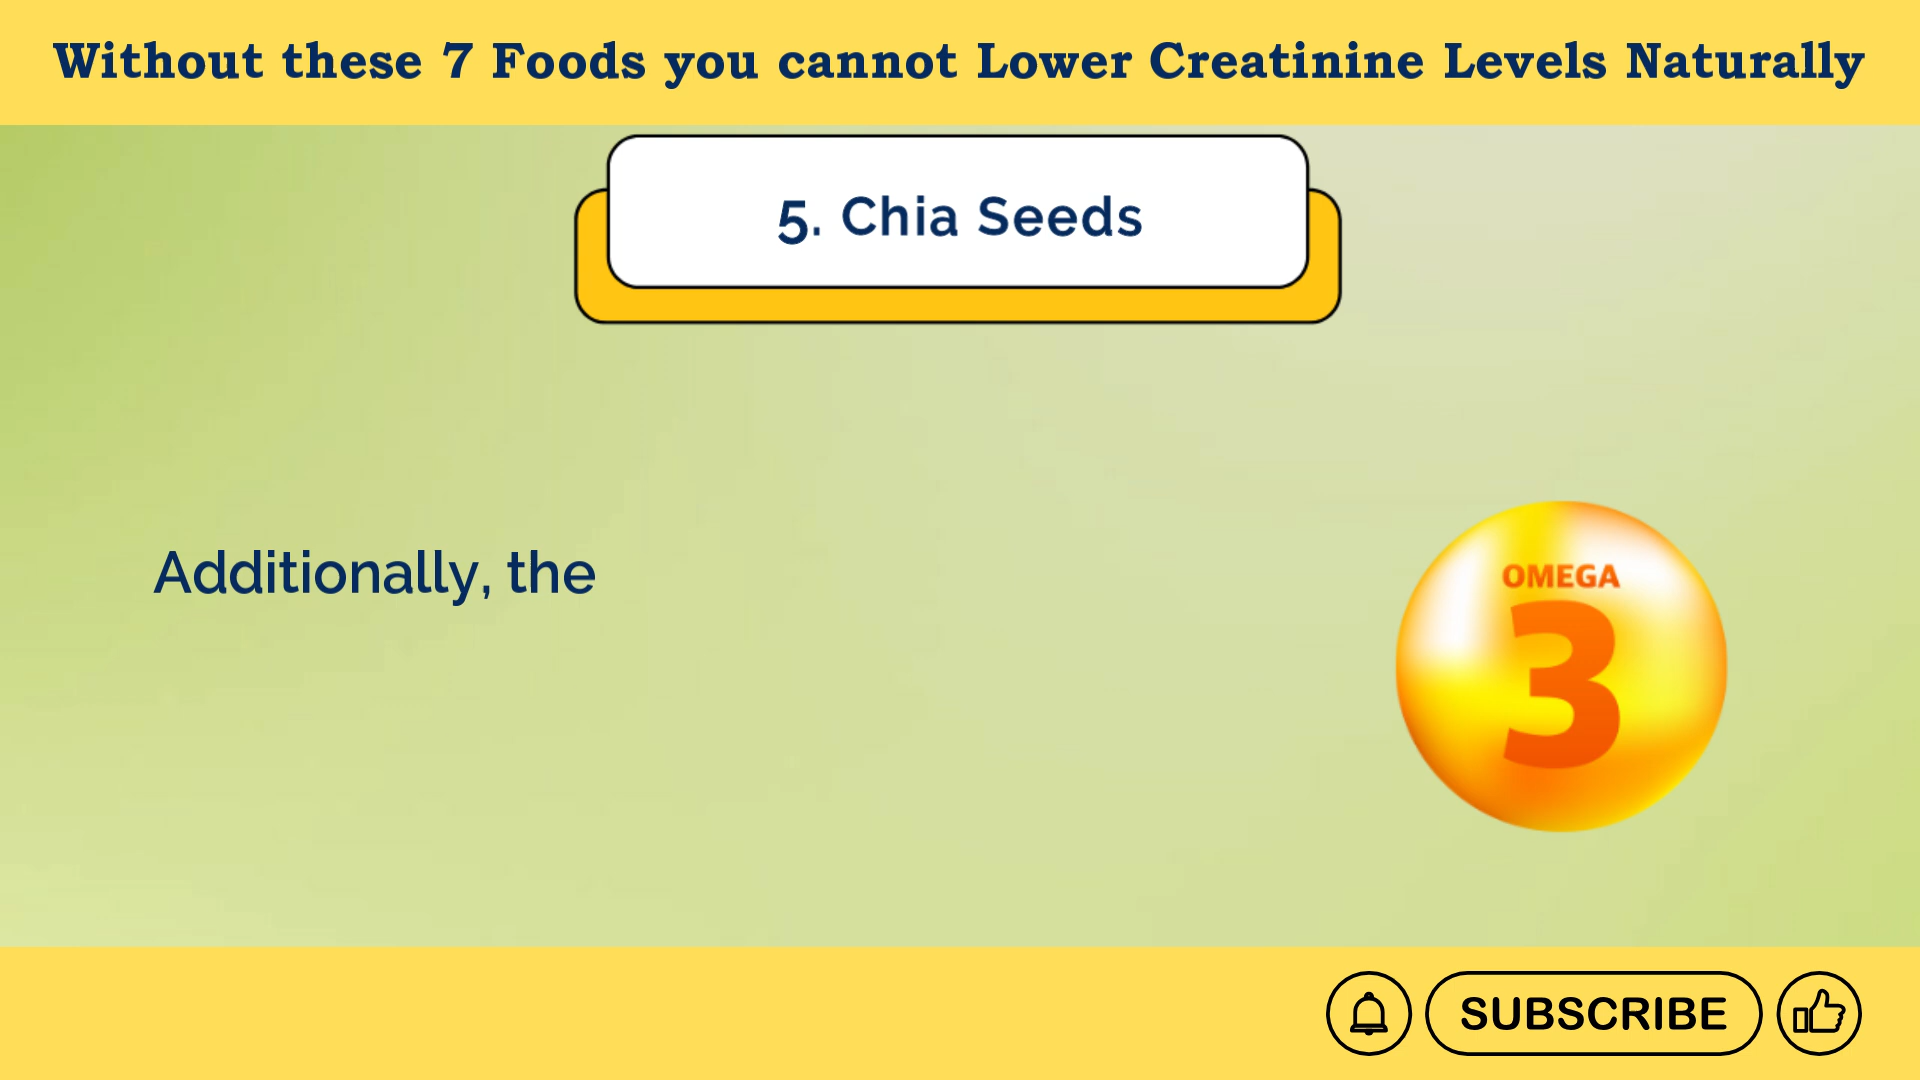 Without these 7 Foods you cannot Lower Creatinine Levels Naturally
5. Chia Seeds
Additionally, the
OMEGA
3
SUBSCRIBE